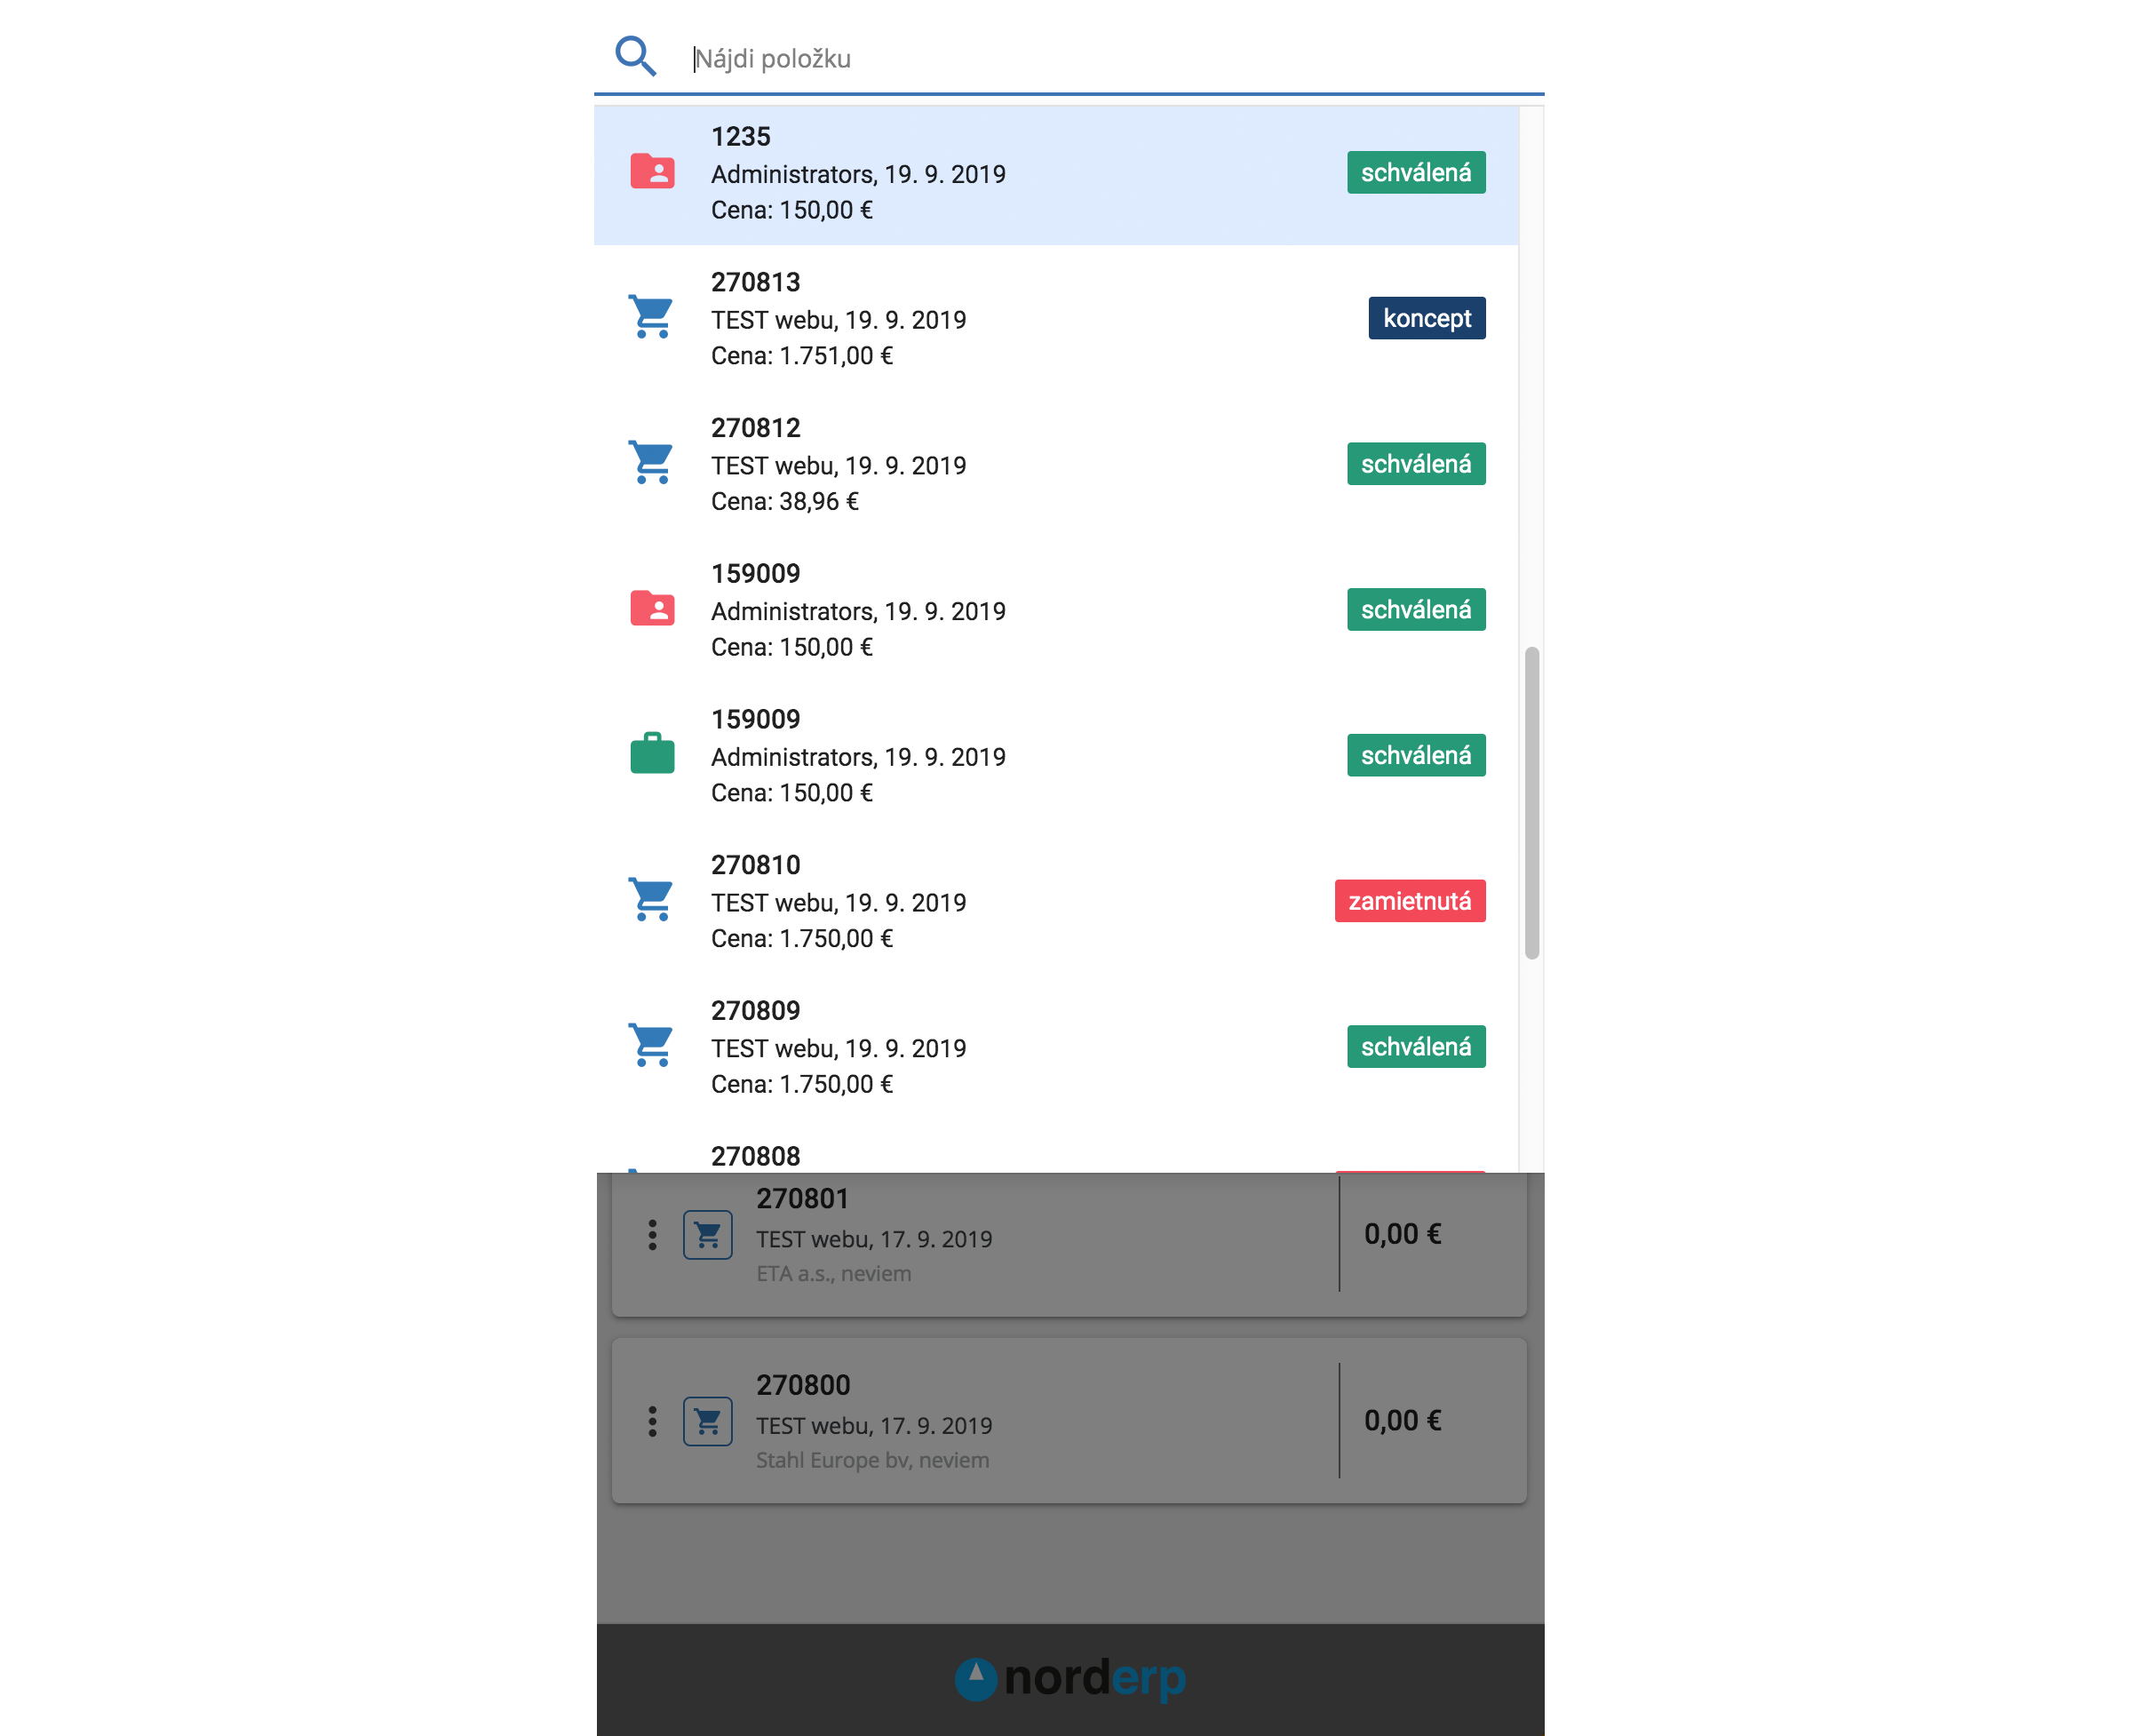 Nájdi položku
1235
Administrators, 19. 9. 2019
Cena: 150,00 €
schválená
270813
TEST webu, 19. 9. 2019
Cena: 1.751,00 €
koncept
270812
TEST webu, 19. 9. 2019
Cena: 38,96 €
schválená
159009
Administrators, 19. 9. 2019
Cena: 150,00 €
schválená
159009
Administrators, 19. 9. 2019
Cena: 150,00 €
schválená
270810
TEST webu, 19. 9. 2019
Cena: 1.750,00 €
zamietnutá
270809
TEST webu, 19. 9. 2019
Cena: 1.750,00 €
schválená
270808
270801
TEST webu, 17. 9. 2019
ETA a.s., neviem
0,00 €
270800
TEST webu, 17. 9. 2019
Stahl Europe bv, neviem
0,00 €
norderp